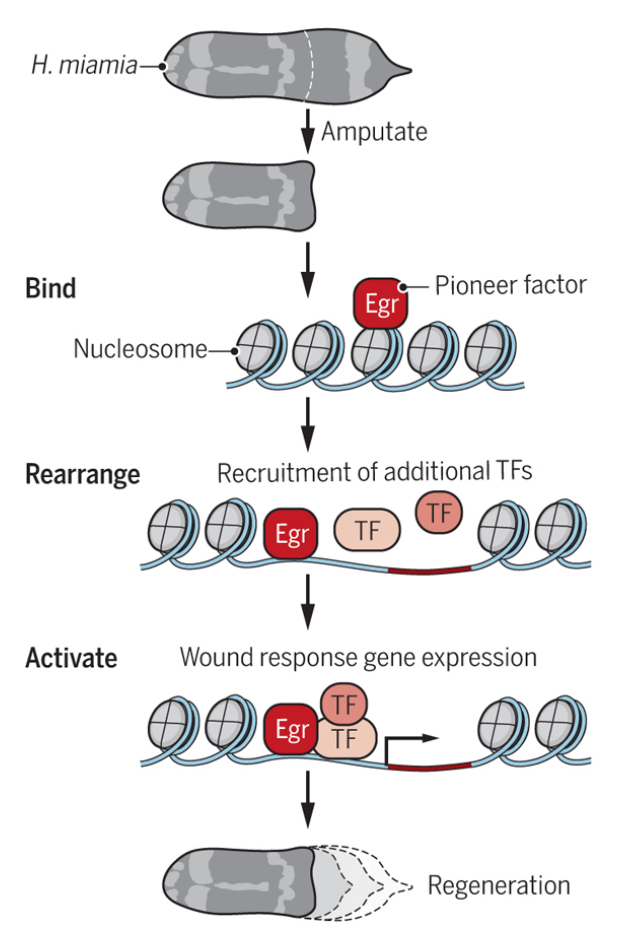 H. miamia
Amputate
Bind
Pioneer factor
Egr
Nucleosome
Rearrange
Recruitment of additional TFs
Egr
TF
TF
Activate
Wound response gene expression
Egr
TF
TF
Regeneration